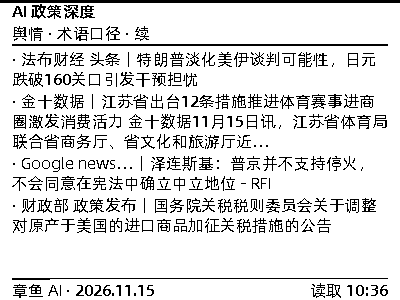 AI 政策深度
舆情 · 术语口径 · 续
· 法布财经 头条｜特朗普淡化美伊谈判可能性，日元
跌破160关口引发干预担忧
· 金十数据｜江苏省出台12条措施推进体育赛事进商
圈激发消费活力 金十数据11月15日讯，江苏省体育局
联合省商务厅、省文化和旅游厅近…
· Google news…｜泽连斯基：普京并不支持停火，
不会同意在宪法中确立中立地位 - RFI
· 财政部 政策发布｜国务院关税税则委员会关于调整
对原产于美国的进口商品加征关税措施的公告
章鱼 AI · 2026.11.15
读取 10:36